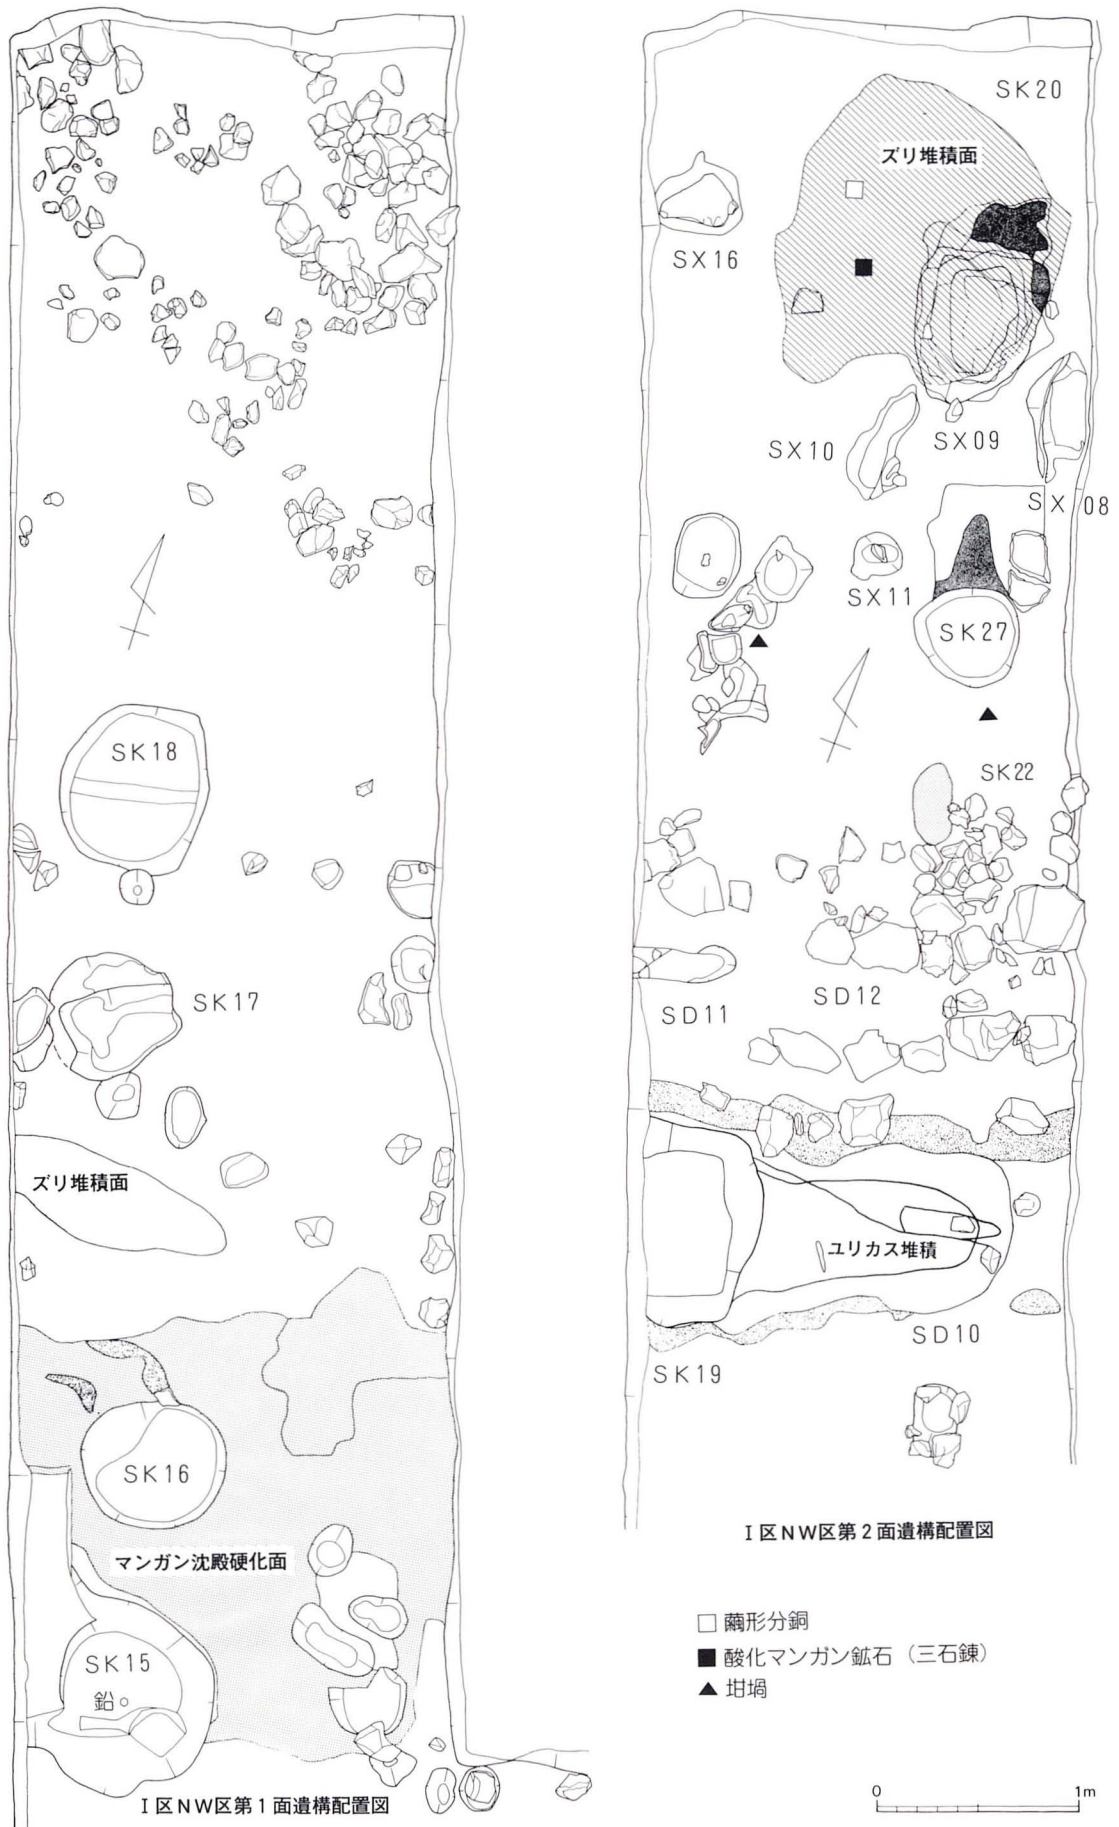 SK18
SK17
ズリ堆積面
SK16
マンガン沈殿硬化面
SK15
鉛
Ⅰ区NW区第1面遺構配置図
SK20
ズリ堆積面
SX16
SX10
SX09
SX08
SX11
SK27
SK22
SD11
SD12
ユリカス堆積
SD10
SK19
Ⅰ区NW区第2面遺構配置図
□ 繭形分銅
■ 酸化マンガン鉱石 (三石錬)
▲ 坩堝
0 1m